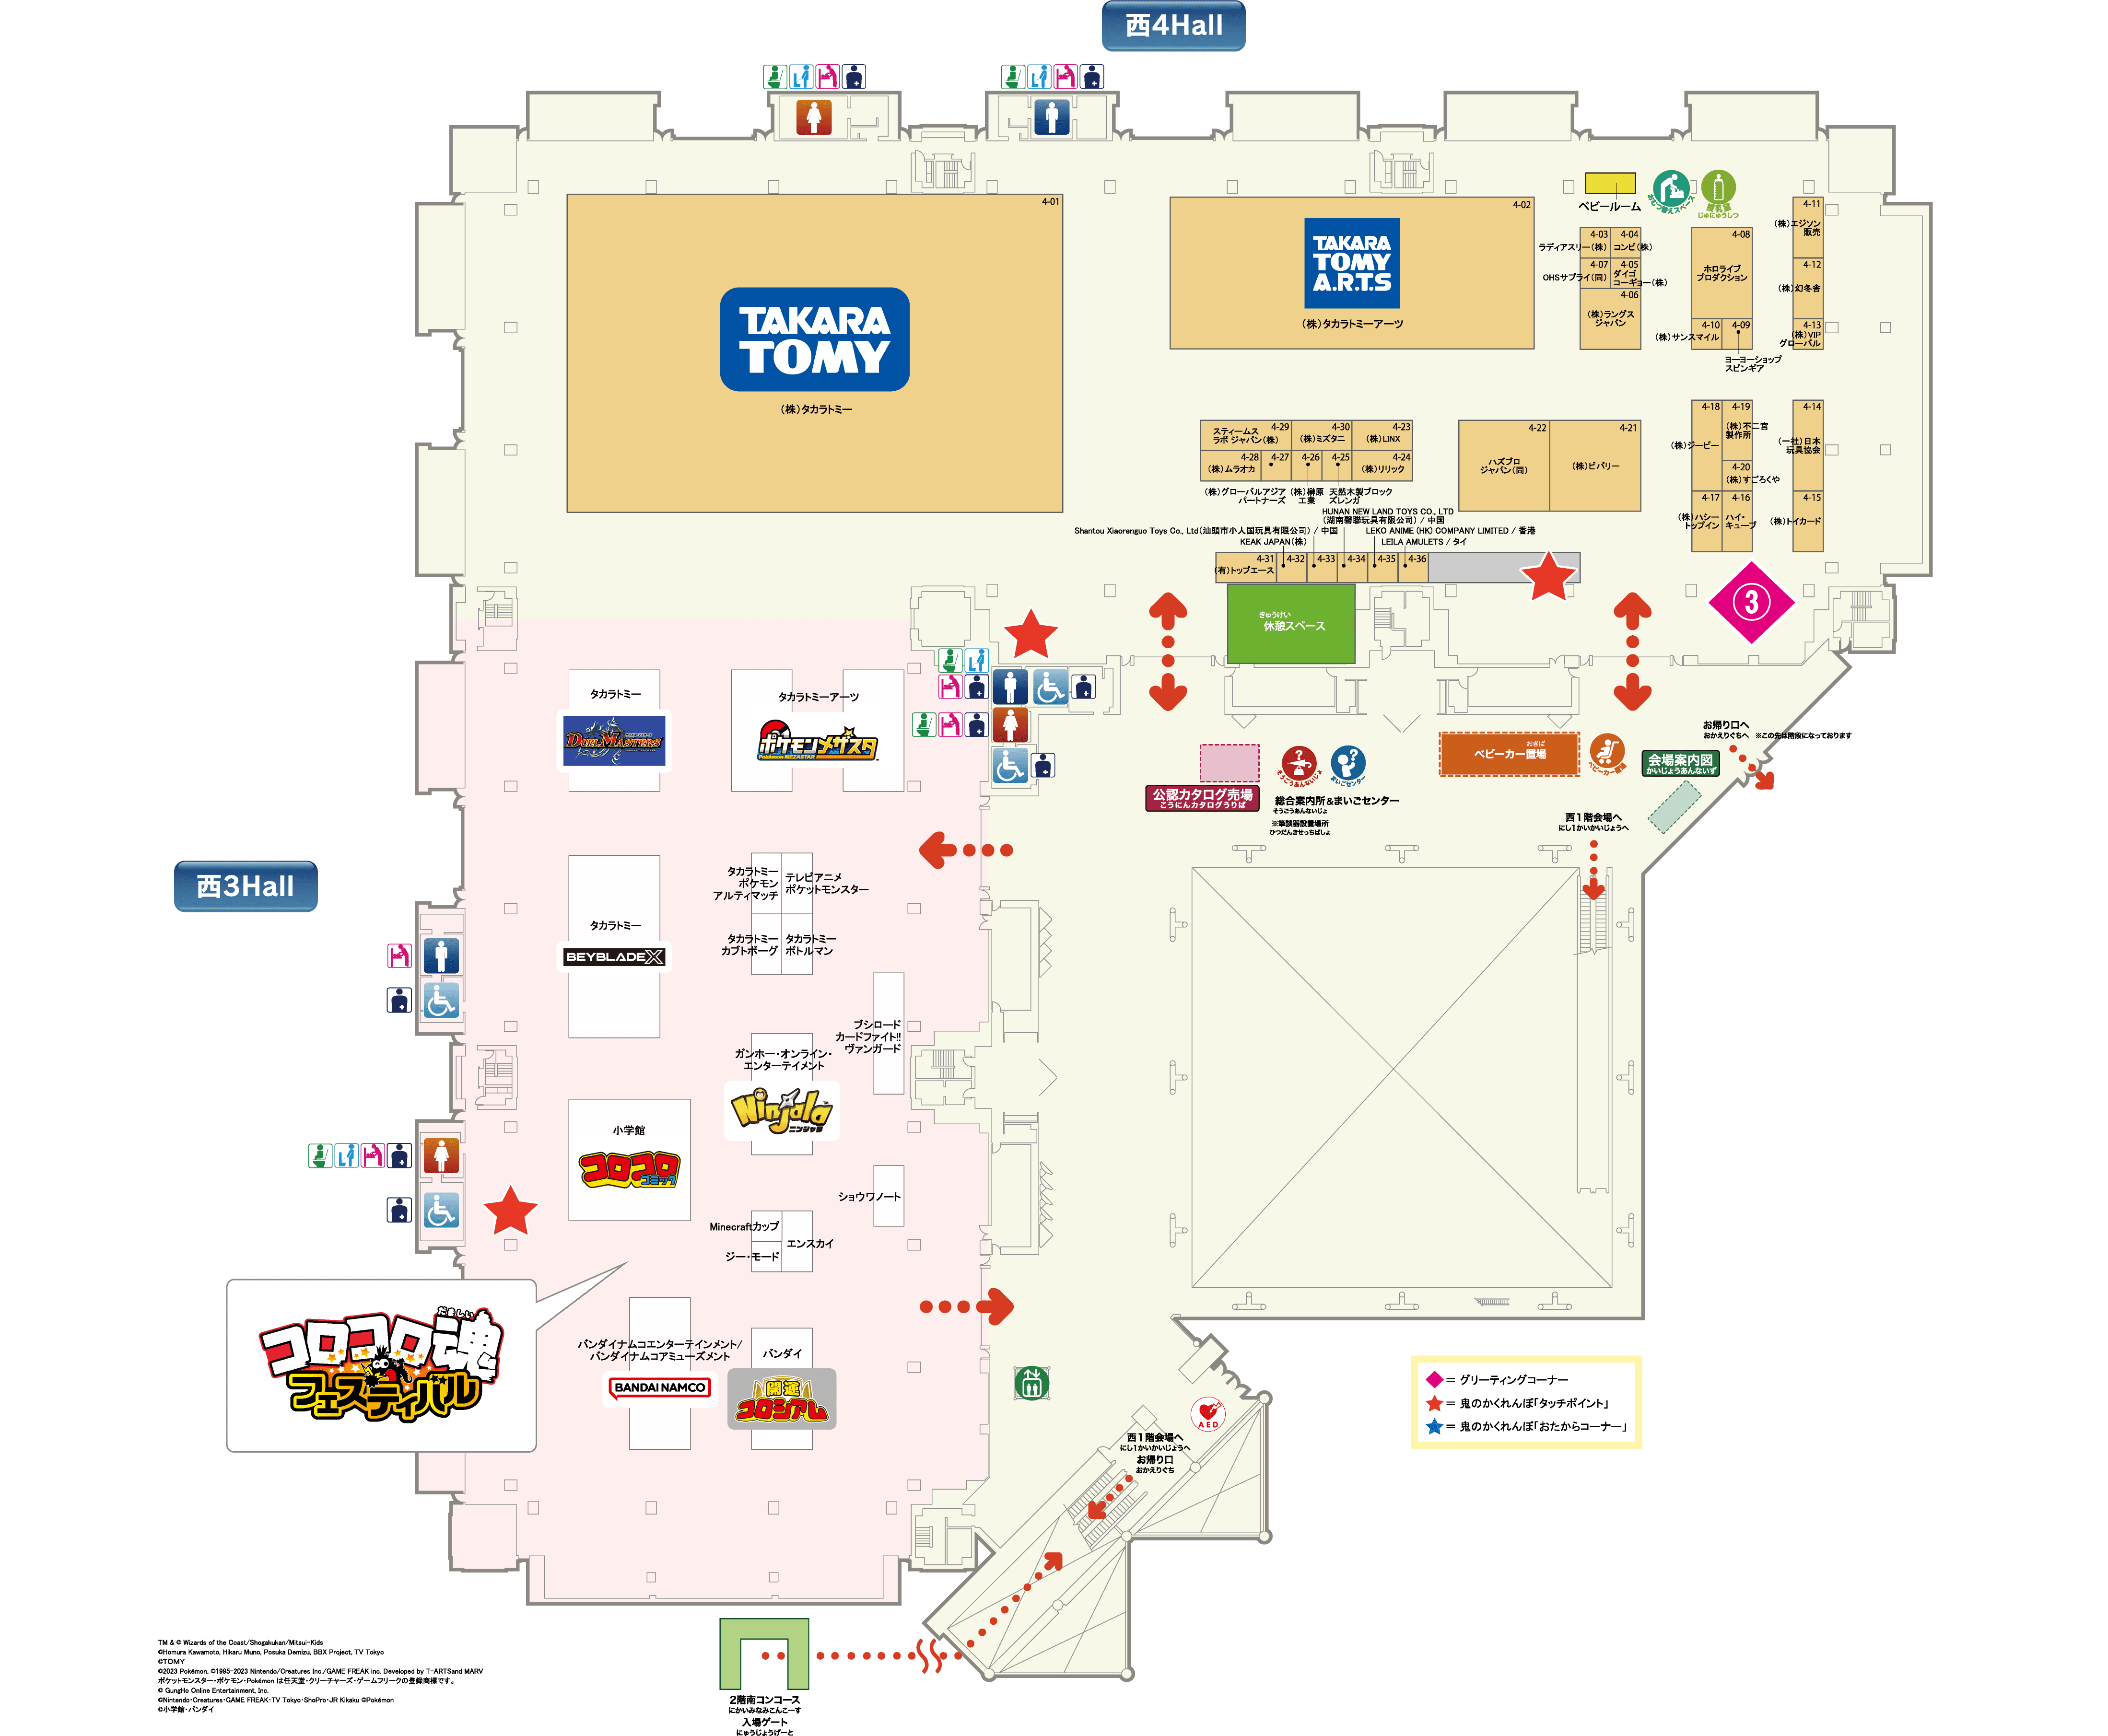 西4Hall
4-01
TAKARA
TOMY
(株)タカラトミー
4-02
TAKARA
TOMY
A.R.T.S
(株)タカラトミーアーツ
ベビールーム
おむつ替えスペース
じゅにゅうしつ
4-03
ラディアスリー(株)
4-04
コンビ(株)
4-07
OHSサプライ(同)
4-05
ダイゴ
コーギョー(株)
4-06
(株)ラングス
ジャパン
4-08
ホロライブ
プロダクション
4-10
(株)サンスマイル
4-09
ヨーヨーショップ
スピンギア
4-11
(株)エジソン
販売
4-12
(株)幻冬舎
4-13
(株)VIP
グローバル
4-29
スティームス
ラボ ジャパン(株)
4-30
(株)ミズタニ
4-23
(株)LINX
4-28
(株)ムラオカ
4-27
4-26
4-25
4-24
(株)リリック
(株)グローバルアジア
パートナーズ
(株)榊原
工業
天然木製ブロック
ズレンガ
4-22
ハズブロ
ジャパン(同)
4-21
(株)ビバリー
4-18
(株)ジーピー
4-19
(株)不二宮
製作所
4-20
(株)すごろくや
4-17
(株)ハシー
トップイン
4-16
ハイ・
キューブ
4-14
(一社)日本
玩具協会
4-15
(株)トイカード
HUNAN NEW LAND TOYS CO., LTD
(湖南馨聯玩具有限公司) / 中国
Shantou Xiaorenguo Toys Co., Ltd(汕頭市小人国玩具有限公司) / 中国
LEKO ANIME (HK) COMPANY LIMITED / 香港
KEAK JAPAN(株)
LEILA AMULETS / タイ
4-31
(有)トップエース
4-32
4-33
4-34
4-35
4-36
きゅうけい
休憩スペース
3
タカラトミー
DUEL MASTERS
タカラトミーアーツ
ポケモンメザスタ
Pokémon MEZASTAR
公認カタログ売場
こうにんカタログうりば
そうごうあんないじょ
まいごセンター
総合案内所&まいごセンター
そうごうあんないじょ
※筆談器設置場所
ひつだんきせっちばしょ
おきば
ベビーカー置場
ベビーカー置場
会場案内図
かいじょうあんないず
お帰り口へ
おかえりぐちへ ※この先は階段になっております
西1階会場へ
にし1かいかいじょうへ
西3Hall
タカラトミー
BEYBLADE X
タカラトミー
ポケモン
アルティマッチ
テレビアニメ
ポケットモンスター
タカラトミー
カブトボーグ
タカラトミー
ボトルマン
ブシロード
カードファイト!!
ヴァンガード
ガンホー・オンライン・
エンターテイメント
Ninjala
ニンジャラ
小学館
コロコロ
コミック
ショウワノート
Minecraftカップ
ジー・モード
エンスカイ
コロコロ魂
だましい
フェスティバル
バンダイナムコエンターテインメント/
バンダイナムコアミューズメント
BANDAI NAMCO
バンダイ
開運
コロシアム
AED
西1階会場へ
にし1かいかいじょうへ
お帰り口
おかえりぐち
= グリーティングコーナー
= 鬼のかくれんぼ「タッチポイント」
= 鬼のかくれんぼ「おたからコーナー」
2階南コンコース
にかいみなみこんこーす
入場ゲート
にゅうじょうげーと
TM & © Wizards of the Coast/Shogakukan/Mitsui-Kids
©Homura Kawamoto, Hikaru Muno, Posuka Demizu, BBX Project, TV Tokyo
©TOMY
©2023 Pokémon. ©1995-2023 Nintendo/Creatures Inc./GAME FREAK inc. Developed by T-ARTSand MARV
ポケットモンスター・ポケモン・Pokémon は任天堂・クリーチャーズ・ゲームフリークの登録商標です。
© GungHo Online Entertainment, Inc.
©Nintendo・Creatures・GAME FREAK・TV Tokyo・ShoPro・JR Kikaku ©Pokémon
©小学館・バンダイ